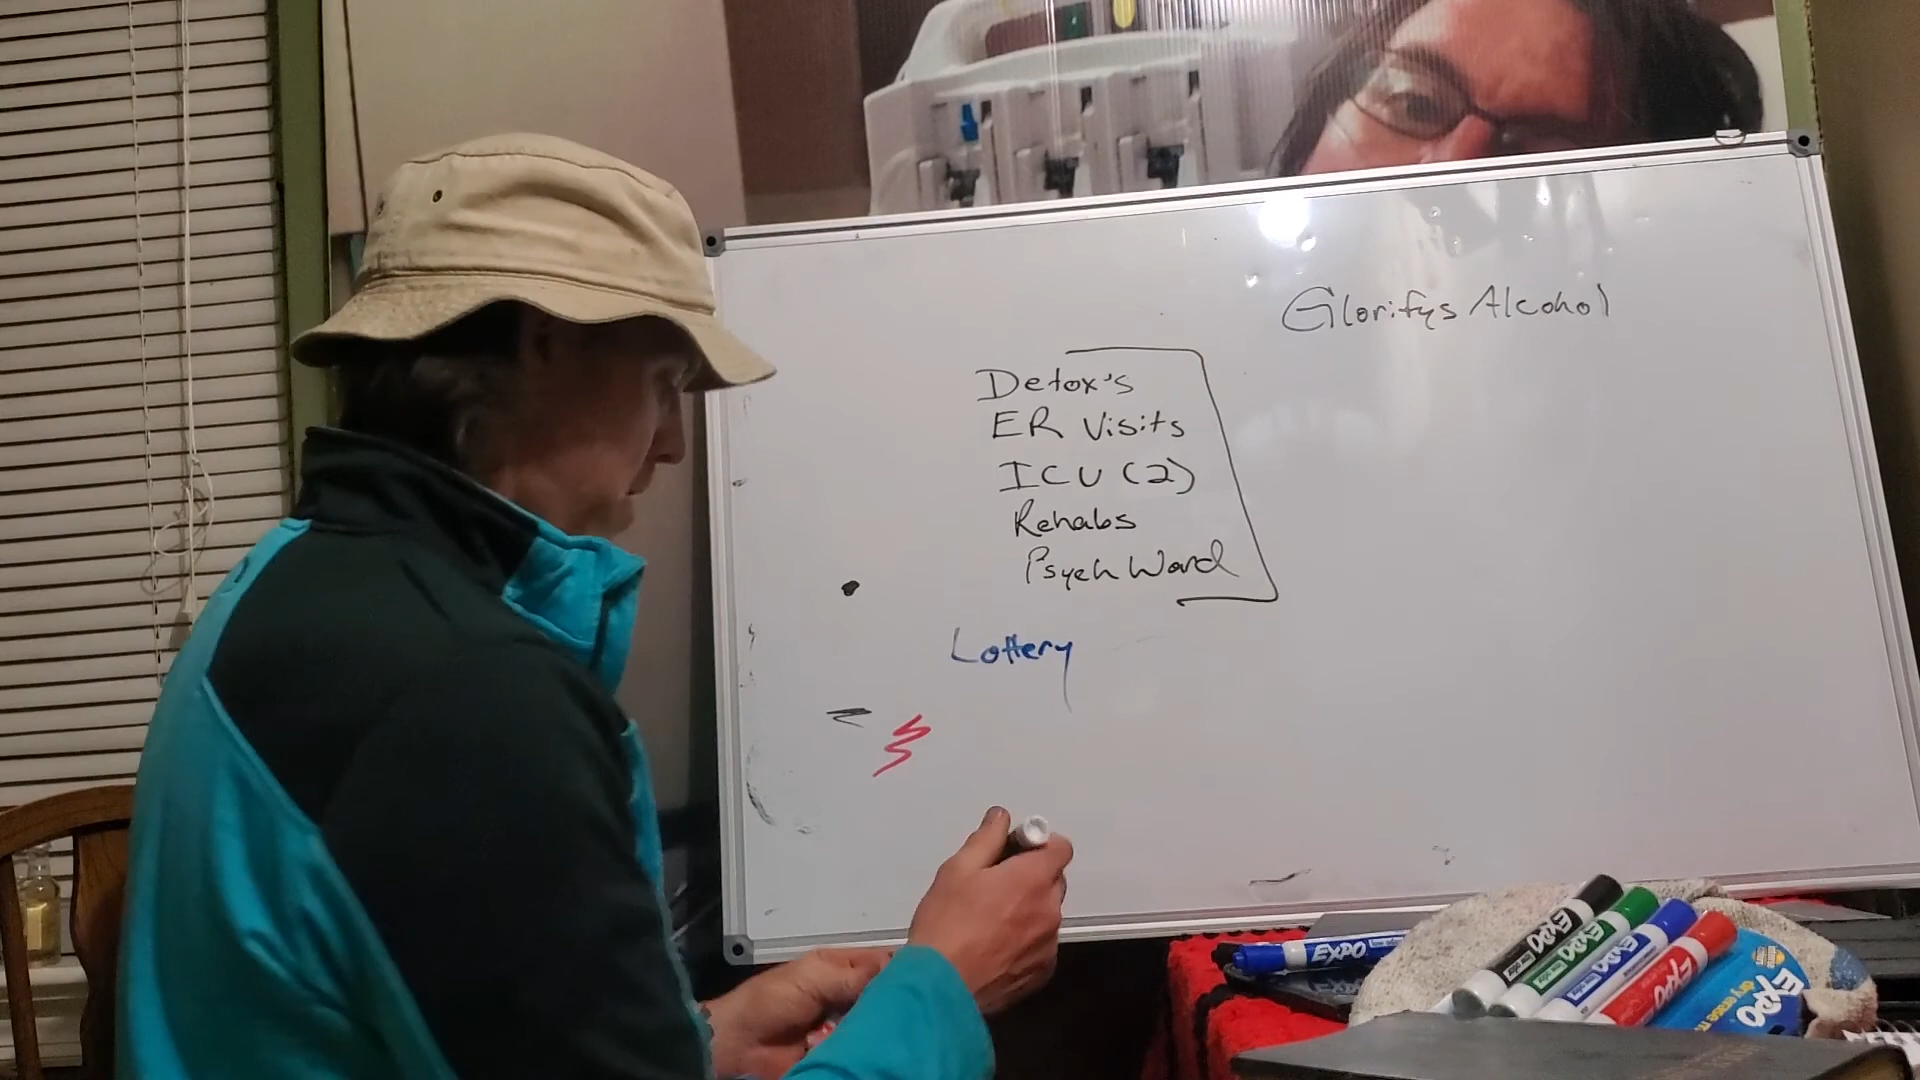 Glorifys Alcohol
Detox's
ER Visits
ICU (2)
Rehabs
Psych Ward
Lottery
EXPO
EXPO
EXPO
EXPO
EXPO
EXPO